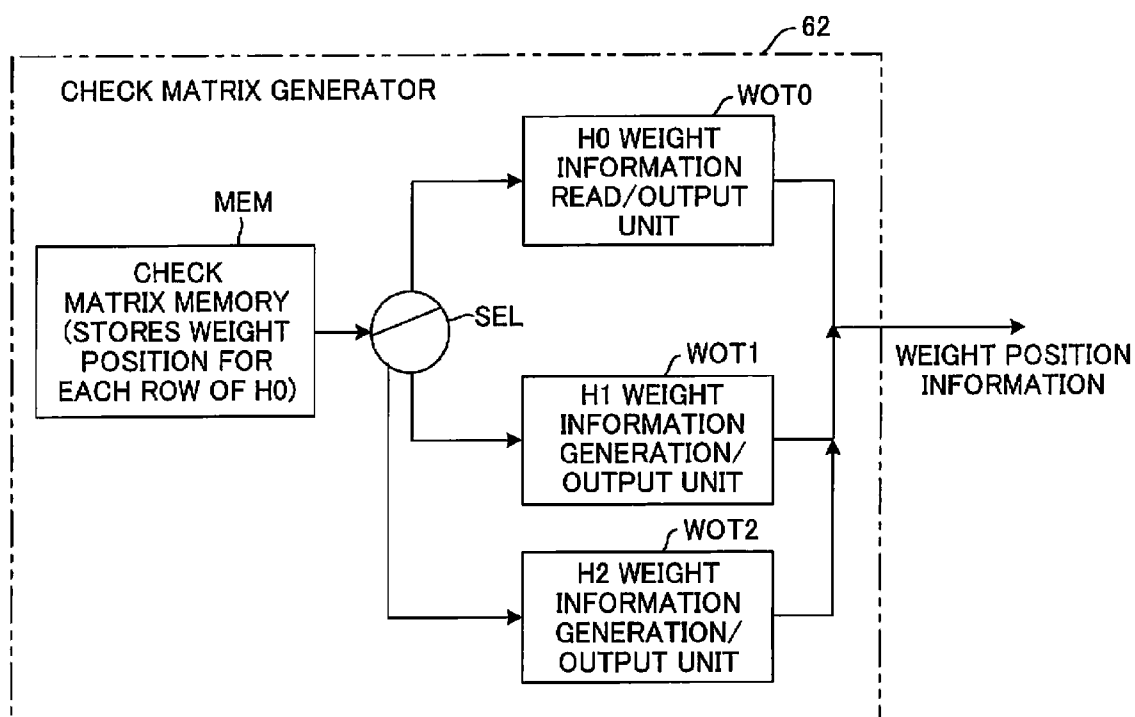 62
CHECK MATRIX GENERATOR
WOT0
H0 WEIGHT
INFORMATION
READ/OUTPUT
UNIT
MEM
CHECK
MATRIX MEMORY
(STORES WEIGHT
POSITION FOR
EACH ROW OF H0)
SEL
WOT1
H1 WEIGHT
INFORMATION
GENERATION/
OUTPUT UNIT
WEIGHT POSITION
INFORMATION
WOT2
H2 WEIGHT
INFORMATION
GENERATION/
OUTPUT UNIT